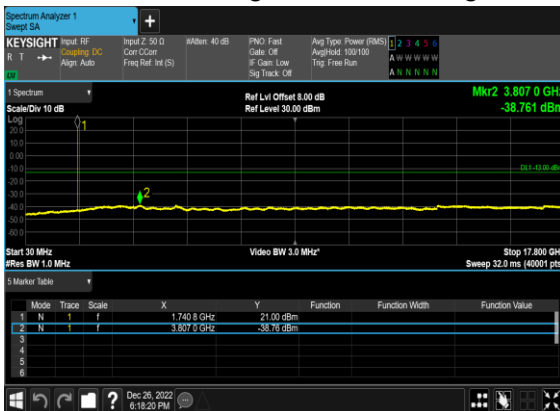 Spectrum Analyzer 1
Swept SA
KEYSIGHT
R T
LV
Input: RF
Coupling: DC
Align: Auto
Input Z: 50 Ω
Corr CCorr
Freq Ref: Int (S)
#Atten: 40 dB
PNO: Fast
Gate: Off
IF Gain: Low
Sig Track: Off
Avg Type: Power (RMS)
Avg|Hold: 100/100
Trig: Free Run
1 2 3 4 5 6
A W W W W W
A N N N N N
1 Spectrum
Scale/Div 10 dB
Ref Lvl Offset 8.00 dB
Ref Level 30.00 dBm
Mkr2 3.807 0 GHz
-38.761 dBm
Log
20.0
10.0
0.00
-10.0
-20.0
-30.0
-40.0
-50.0
-60.0
1
2
DL1 -13.00 dBm
Start 30 MHz
#Res BW 1.0 MHz
Video BW 3.0 MHz*
Stop 17.800 GHz
Sweep 32.0 ms (40001 pts)
5 Marker Table
Mode Trace Scale X Y Function Function Width Function Value
1 N 1 f 1.740 8 GHz 21.00 dBm
2 N 1 f 3.807 0 GHz -38.76 dBm
3
4
5
6
Dec 26, 2022
6:18:20 PM